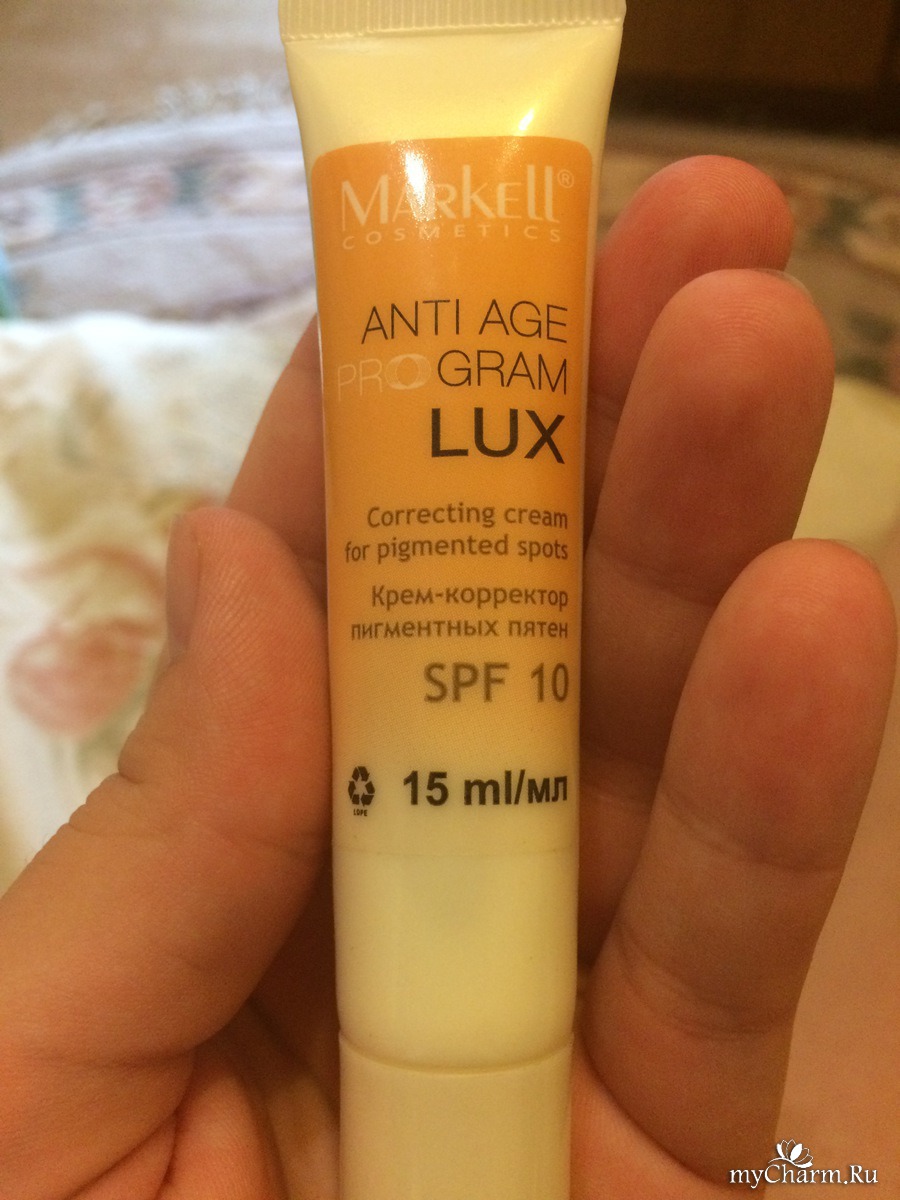 MARKELL®
COSMETICS
ANTI AGE
PROGRAM
LUX
Correcting cream
for pigmented spots
Крем-корректор
пигментных пятен
SPF 10
15 ml/мл
LDPE
myCharm.Ru